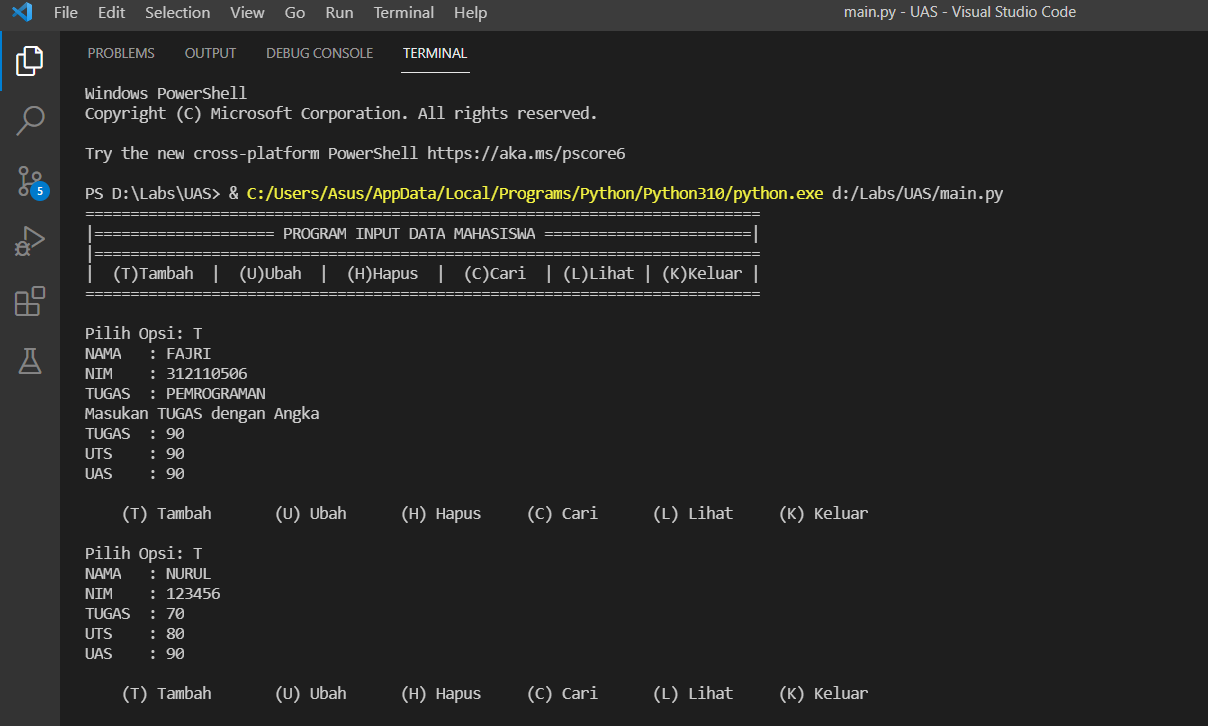 File Edit Selection View Go Run Terminal Help main.py - UAS - Visual Studio Code
PROBLEMS OUTPUT DEBUG CONSOLE TERMINAL
Windows PowerShell
Copyright (C) Microsoft Corporation. All rights reserved.
Try the new cross-platform PowerShell https://aka.ms/pscore6
5
PS D:\Labs\UAS> & C:/Users/Asus/AppData/Local/Programs/Python/Python310/python.exe d:/Labs/UAS/main.py
===========================================================================
|==================== PROGRAM INPUT DATA MAHASISWA =======================|
|==========================================================================
|  (T)Tambah  |  (U)Ubah  |  (H)Hapus  |  (C)Cari  | (L)Lihat | (K)Keluar |
===========================================================================
Pilih Opsi: T
NAMA   : FAJRI
NIM    : 312110506
TUGAS  : PEMROGRAMAN
Masukan TUGAS dengan Angka
TUGAS  : 90
UTS    : 90
UAS    : 90
(T) Tambah       (U) Ubah      (H) Hapus     (C) Cari      (L) Lihat     (K) Keluar
Pilih Opsi: T
NAMA   : NURUL
NIM    : 123456
TUGAS  : 70
UTS    : 80
UAS    : 90
(T) Tambah       (U) Ubah      (H) Hapus     (C) Cari      (L) Lihat     (K) Keluar